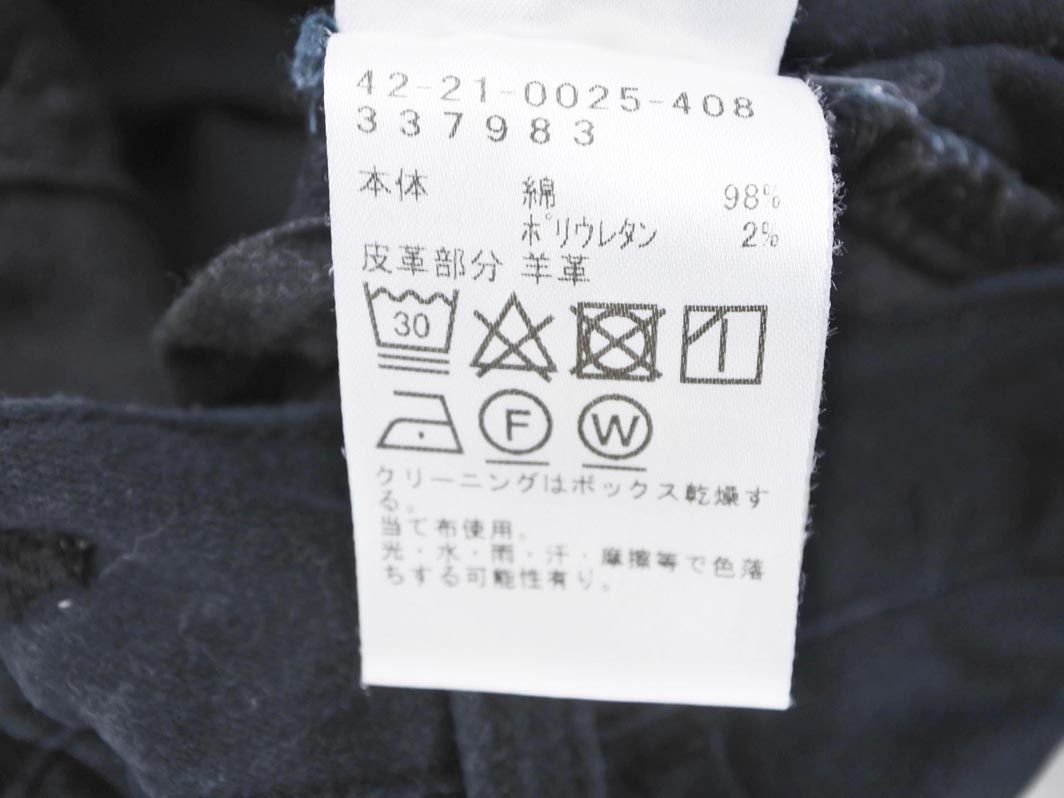 42-21-0025-408
337983
本体 綿 98%
ポリウレタン 2%
皮革部分 羊革
30
F W
クリーニングはボックス乾燥す
る。
当て布使用。
光・水・雨・汗・摩擦等で色落
ちする可能性有り。